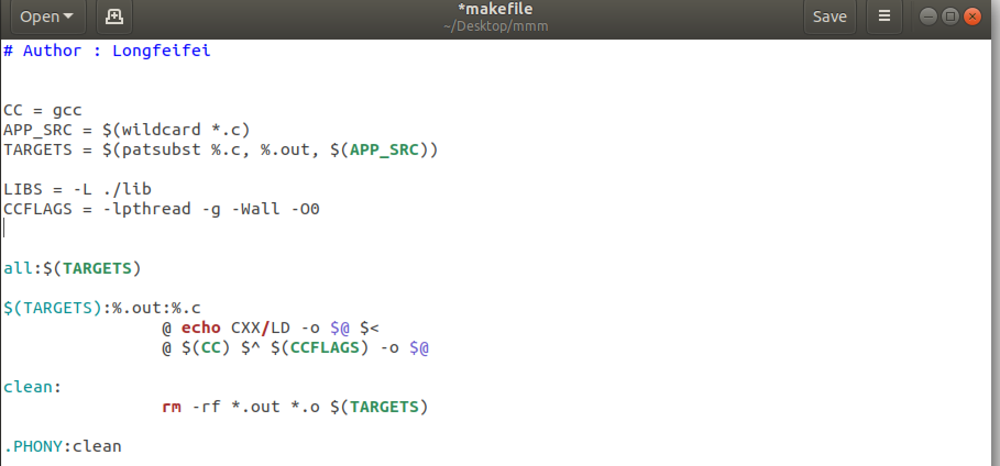 Open
*makefile
~/Desktop/mmm
Save
# Author : Longfeifei
CC = gcc
APP_SRC = $(wildcard *.c)
TARGETS = $(patsubst %.c, %.out, $(APP_SRC))
LIBS = -L ./lib
CCFLAGS = -lpthread -g -Wall -O0
all:$(TARGETS)
$(TARGETS):%.out:%.c
@ echo CXX/LD -o $@ $<
@ $(CC) $^ $(CCFLAGS) -o $@
clean:
rm -rf *.out *.o $(TARGETS)
.PHONY:clean